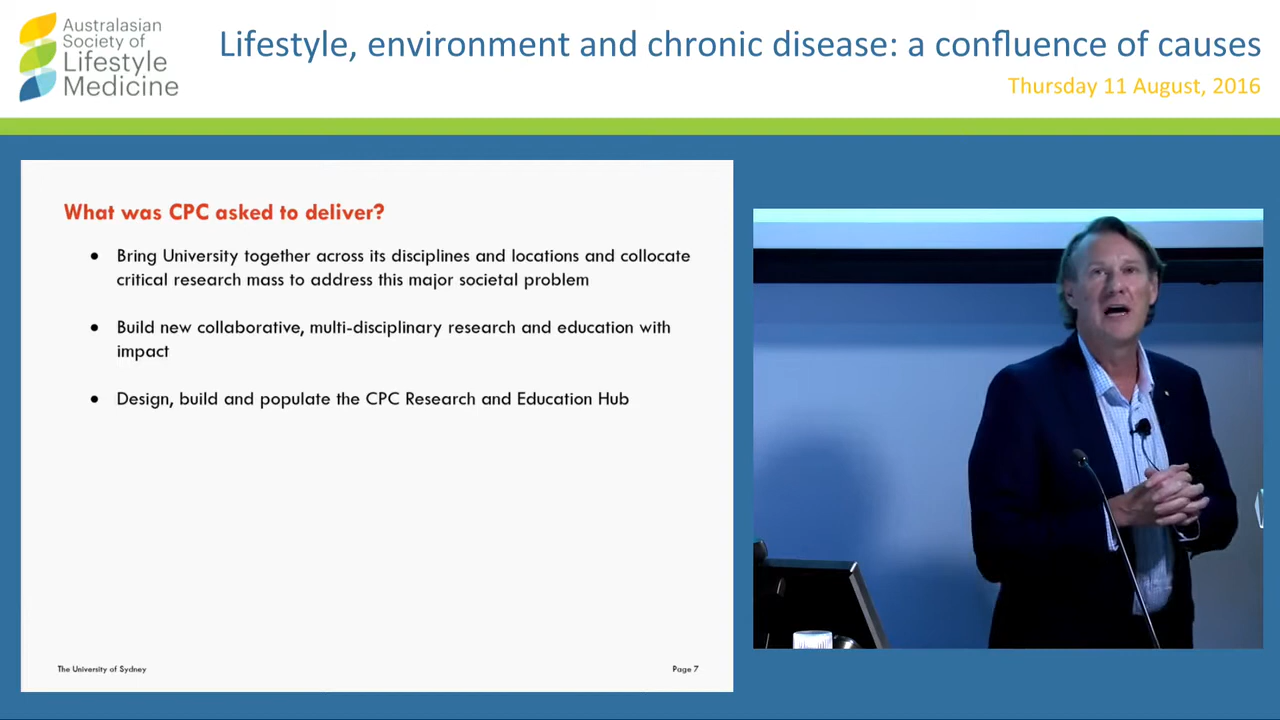 Australasian
Society of
Lifestyle
Medicine
Lifestyle, environment and chronic disease: a confluence of causes
Thursday 11 August, 2016
What was CPC asked to deliver?
● Bring University together across its disciplines and locations and collocate
critical research mass to address this major societal problem
● Build new collaborative, multi-disciplinary research and education with
impact
● Design, build and populate the CPC Research and Education Hub
The University of Sydney
Page 7